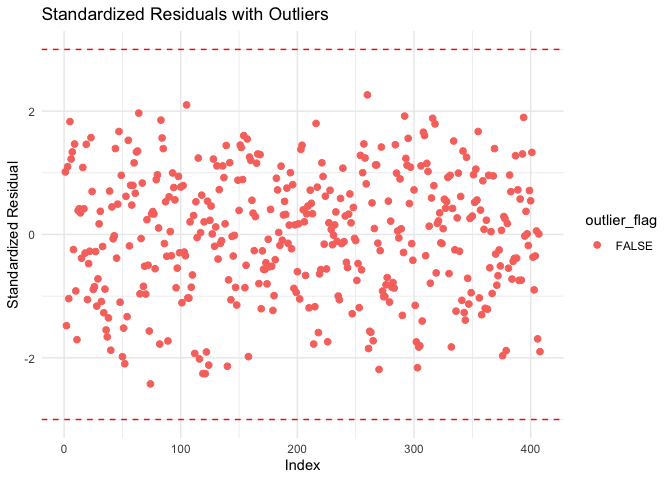 Standardized Residuals with Outliers
Standardized Residual
2
0
-2
0
100
200
300
400
Index
outlier_flag
FALSE